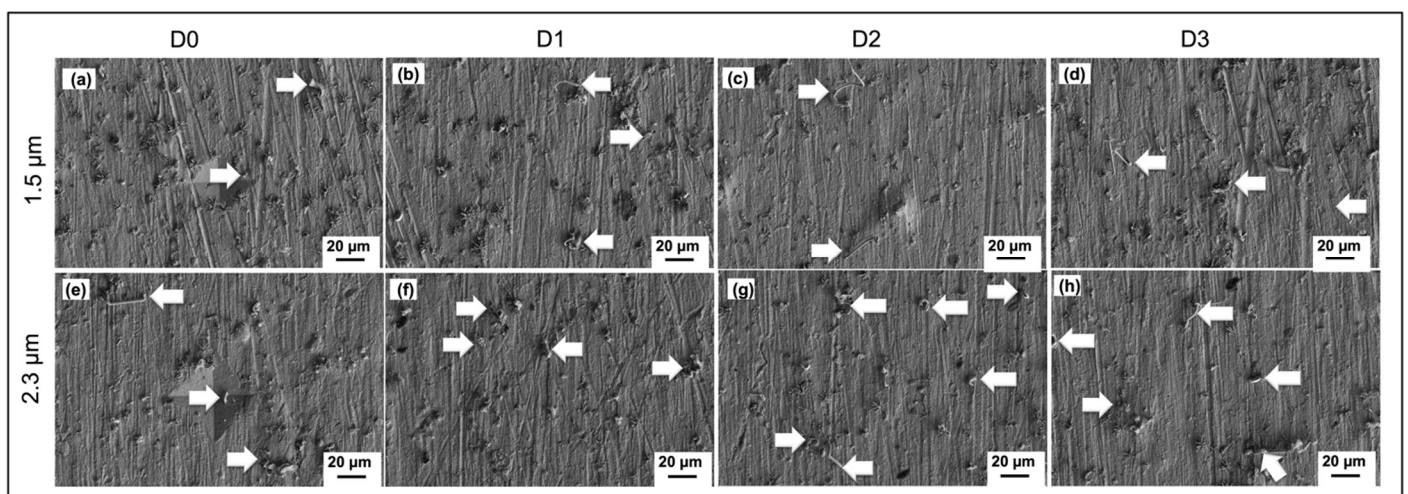 D0 D1 D2 D3
1.5 µm
(a) (b) (c) (d)
20 µm 20 µm 20 µm 20 µm
2.3 µm
(e) (f) (g) (h)
20 µm 20 µm 20 µm 20 µm